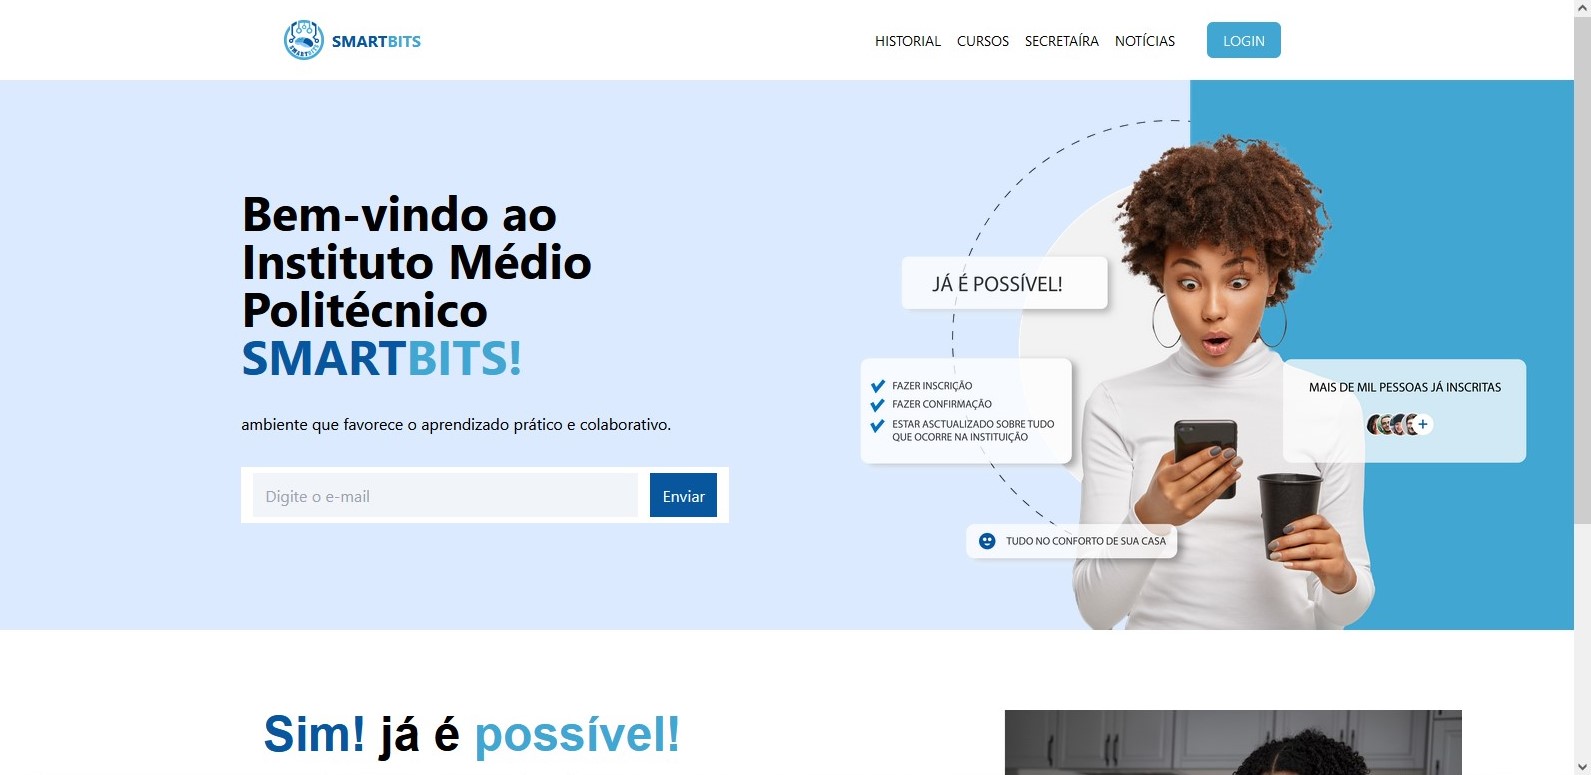 SMARTBITS
HISTORIAL CURSOS SECRETAÍRA NOTÍCIAS LOGIN
Bem-vindo ao
Instituto Médio
Politécnico
SMARTBITS!
ambiente que favorece o aprendizado prático e colaborativo.
Digite o e-mail Enviar
JÁ É POSSÍVEL!
FAZER INSCRIÇÃO
FAZER CONFIRMAÇÃO
ESTAR ASCTUALIZADO SOBRE TUDO
QUE OCORRE NA INSTITUIÇÃO
MAIS DE MIL PESSOAS JÁ INSCRITAS
TUDO NO CONFORTO DE SUA CASA
Sim! já é possível!